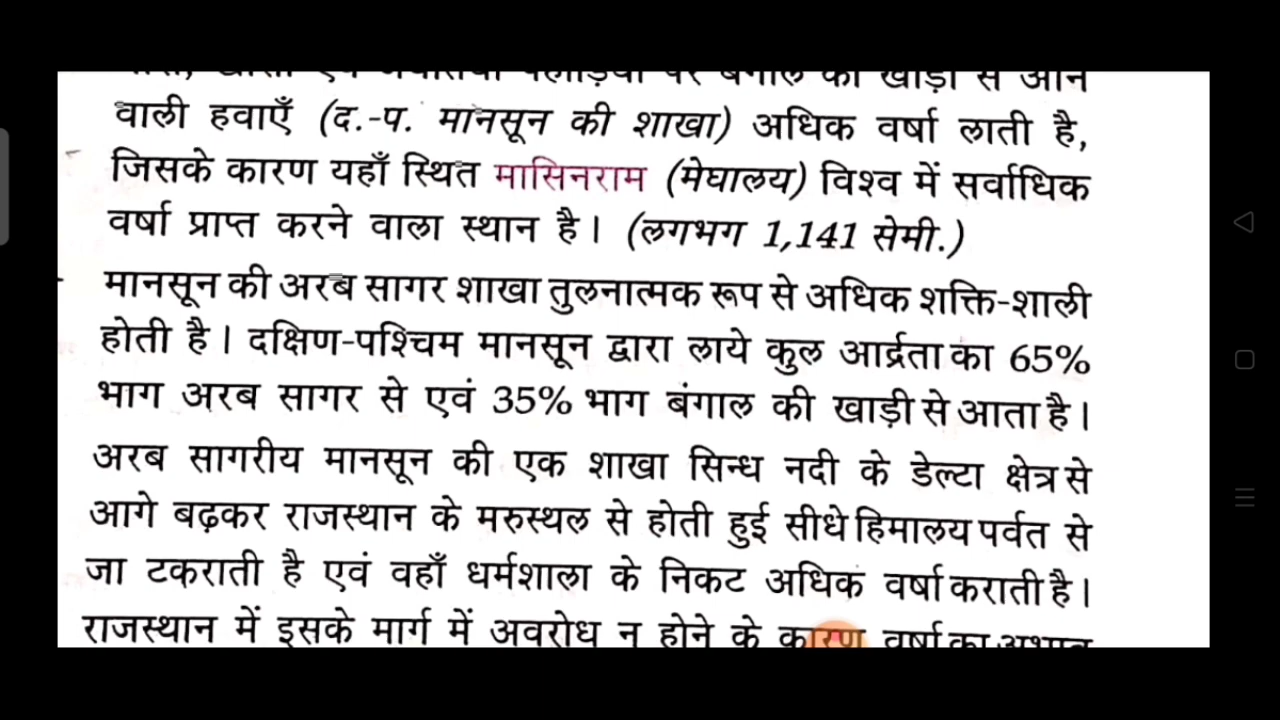 वाली हवाएँ (द.-प. मानसून की शाखा) अधिक वर्षा लाती है,
जिसके कारण यहाँ स्थित मासिनराम (मेघालय) विश्व में सर्वाधिक
वर्षा प्राप्त करने वाला स्थान है। (लगभग 1,141 सेमी.)
मानसून की अरब सागर शाखा तुलनात्मक रूप से अधिक शक्ति-शाली
होती है। दक्षिण-पश्चिम मानसून द्वारा लाये कुल आर्द्रता का 65%
भाग अरब सागर से एवं 35% भाग बंगाल की खाड़ी से आता है।
अरब सागरीय मानसून की एक शाखा सिन्ध नदी के डेल्टा क्षेत्र से
आगे बढ़कर राजस्थान के मरुस्थल से होती हुई सीधे हिमालय पर्वत से
जा टकराती है एवं वहाँ धर्मशाला के निकट अधिक वर्षा कराती है।
राजस्थान में इसके मार्ग में अवरोध न होने के कारण वर्षा का